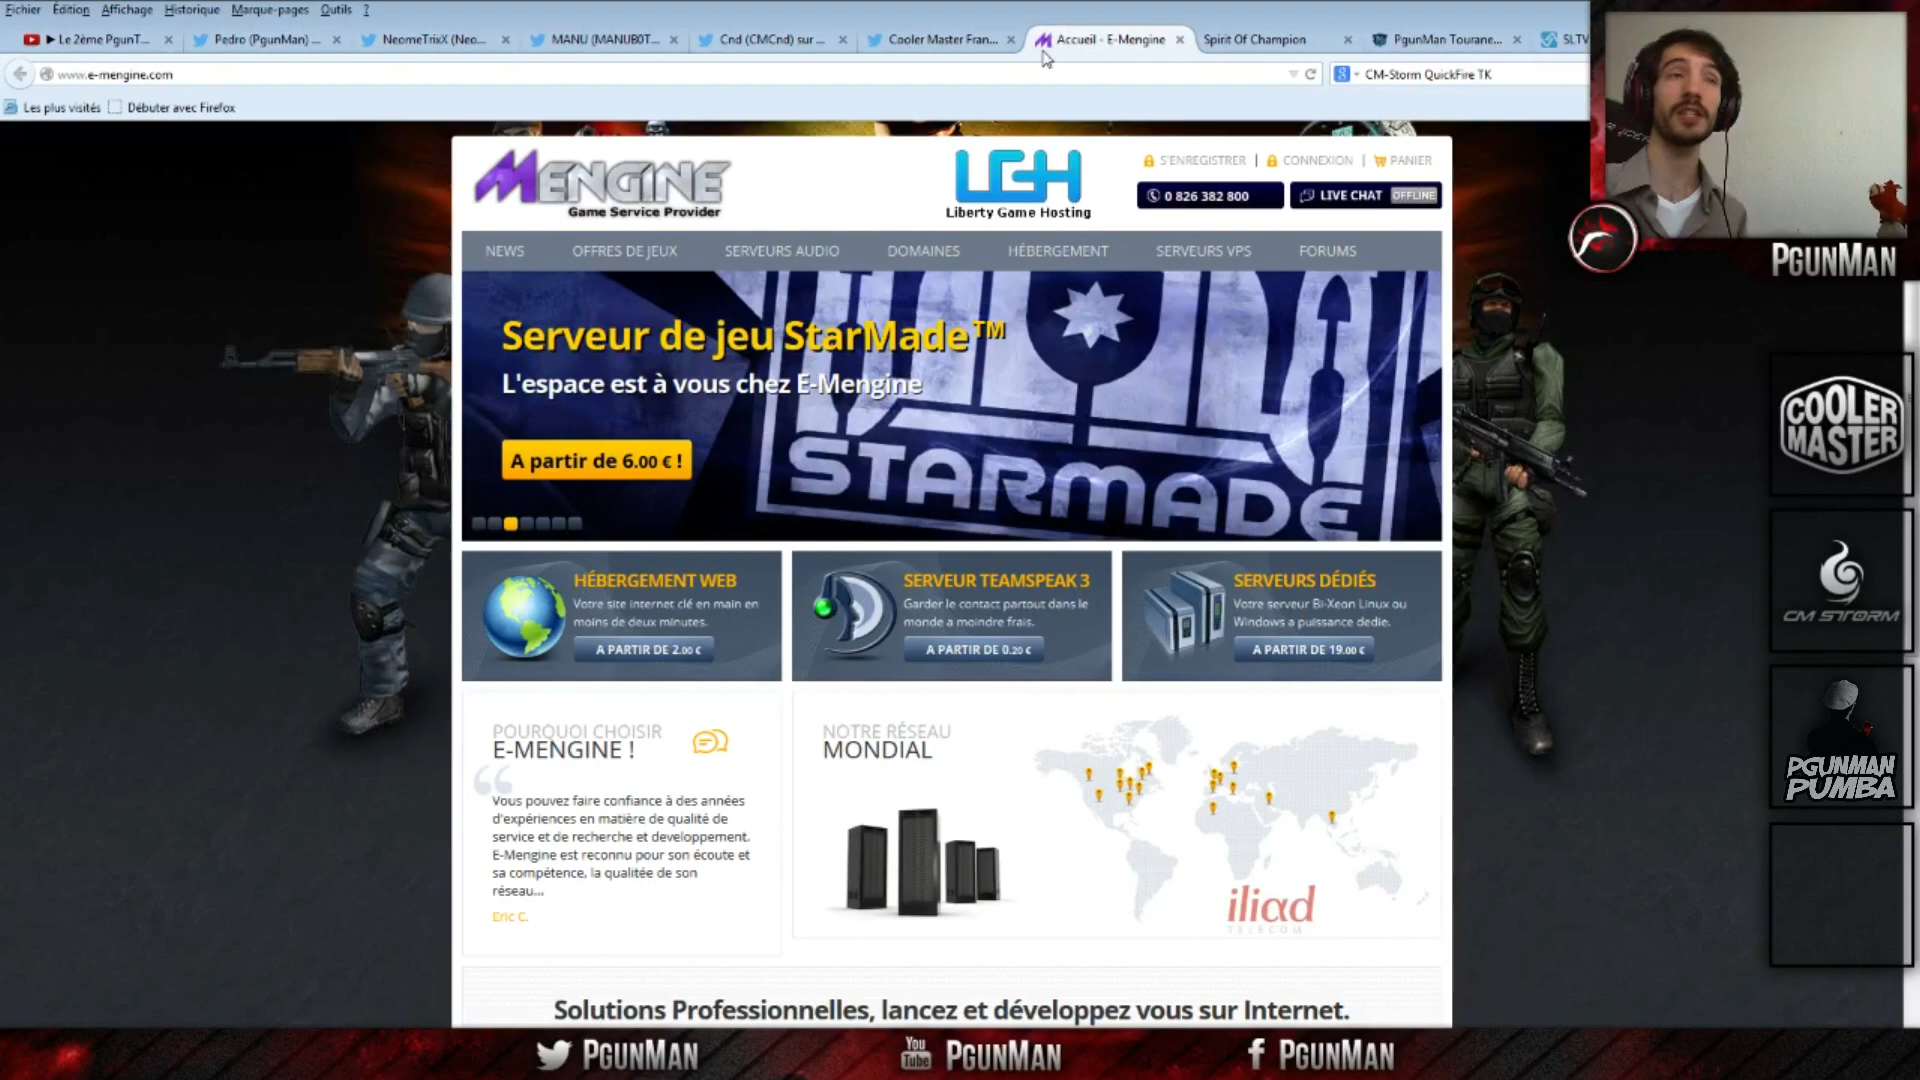 Fichier Édition Affichage Historique Marque-pages Outils ?
Le 2ème PgunT... × Pedro (PgunMan) ... × NeomeTrixX (Neo... × MANU (MANUB0T... × Cnd (CMCnd) sur ... × Cooler Master Fran... × Accueil - E-Mengine × Spirit Of Champion × PgunMan Tourane... × SLTV
www.e-mengine.com
CM-Storm QuickFire TK
Les plus visités Débuter avec Firefox
MENGINE
Game Service Provider
LGH
Liberty Game Hosting
S'ENREGISTRER | CONNEXION | PANIER
0 826 382 800
LIVE CHAT OFFLINE
PGUNMAN
NEWS OFFRES DE JEUX SERVEURS AUDIO DOMAINES HÉBERGEMENT SERVEURS VPS FORUMS
Serveur de jeu StarMade™
L'espace est à vous chez E-Mengine
A partir de 6.00 € !
STARMADE
HÉBERGEMENT WEB
Votre site internet clé en main en
moins de deux minutes.
A PARTIR DE 2.00 €
SERVEUR TEAMSPEAK 3
Garder le contact partout dans le
monde a moindre frais.
A PARTIR DE 0.20 €
SERVEURS DÉDIÉS
Votre serveur Bi-Xeon Linux ou
Windows a puissance dedie.
A PARTIR DE 19.00 €
POURQUOI CHOISIR
E-MENGINE !
Vous pouvez faire confiance à des années
d'expériences en matière de qualité de
service et de recherche et developpement.
E-Mengine est reconnu pour son écoute et
sa compétence, la qualitée de son
réseau...
Eric C.
NOTRE RÉSEAU
MONDIAL
iliad
TELECOM
Solutions Professionnelles, lancez et développez vous sur Internet.
COOLER
MASTER
CM STORM
PGUNMAN
PUMBA
PGUNMAN
You
Tube
PGUNMAN
PGUNMAN